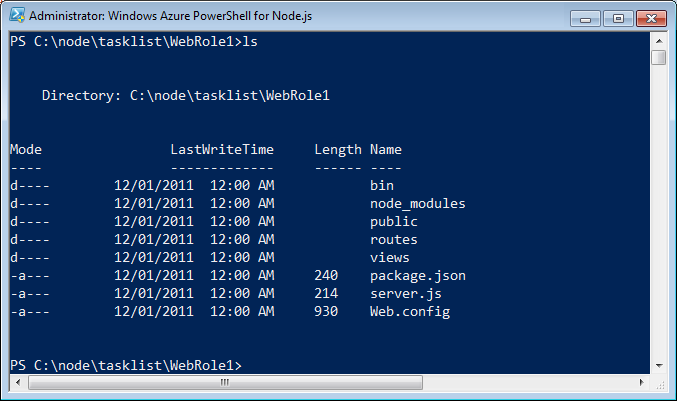 Administrator: Windows Azure PowerShell for Node.js
PS C:\node\tasklist\WebRole1>ls
Directory: C:\node\tasklist\WebRole1
Mode LastWriteTime Length Name
---- ------------- ------ ----
d---- 12/01/2011 12:00 AM bin
d---- 12/01/2011 12:00 AM node_modules
d---- 12/01/2011 12:00 AM public
d---- 12/01/2011 12:00 AM routes
d---- 12/01/2011 12:00 AM views
-a--- 12/01/2011 12:00 AM 240 package.json
-a--- 12/01/2011 12:00 AM 214 server.js
-a--- 12/01/2011 12:00 AM 930 Web.config
PS C:\node\tasklist\WebRole1>